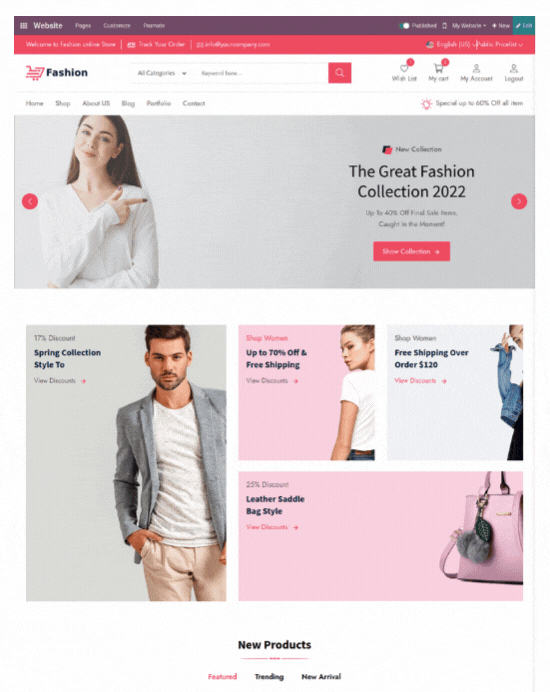 Website Pages Customize Promote Published My Website New Edit
Welcome to Fashion online Store Track Your Order info@yourcompany.com English (US) Public Pricelist
Fashion All Categories Keyword here... Wish List My cart My Account Logout
Home Shop About US Blog Portfolio Contact Special up to 60% Off all item
New Collection
The Great Fashion
Collection 2022
Up To 40% Off Final Sale Items,
Caught in the Moment!
Show Collection
17% Discount
Spring Collection
Style To
View Discounts
Shop Women
Up to 70% Off &
Free Shipping
View Discounts
Shop Women
Free Shipping Over
Order $120
View Discounts
25% Discount
Leather Saddle
Bag Style
View Discounts
New Products
Featured Trending New Arrival